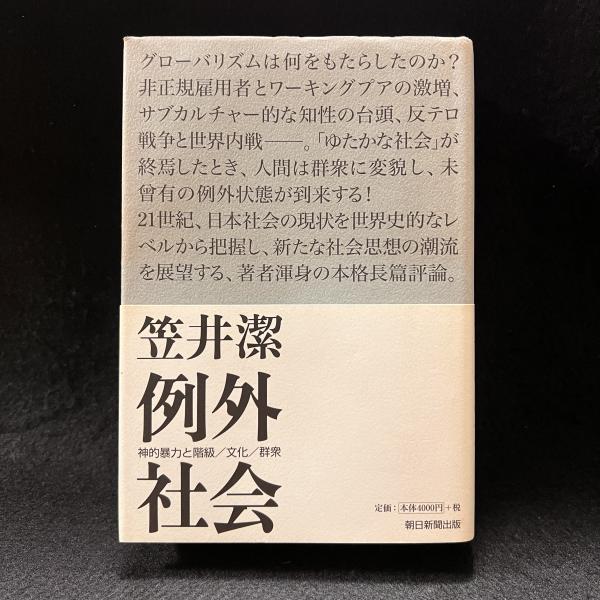 グローバリズムは何をもたらしたのか?
非正規雇用者とワーキングプアの激増、
サブカルチャー的な知性の台頭、反テロ
戦争と世界内戦——。「ゆたかな社会」が
終焉したとき、人間は群衆に変貌し、未
曾有の例外状態が到来する!
21世紀、日本社会の現状を世界史的なレ
ベルから把握し、新たな社会思想の潮流
を展望する、著者渾身の本格長篇評論。
笠井潔
例外
神的暴力と階級/文化/群衆
社会
定価:本体4000円+税
朝日新聞出版